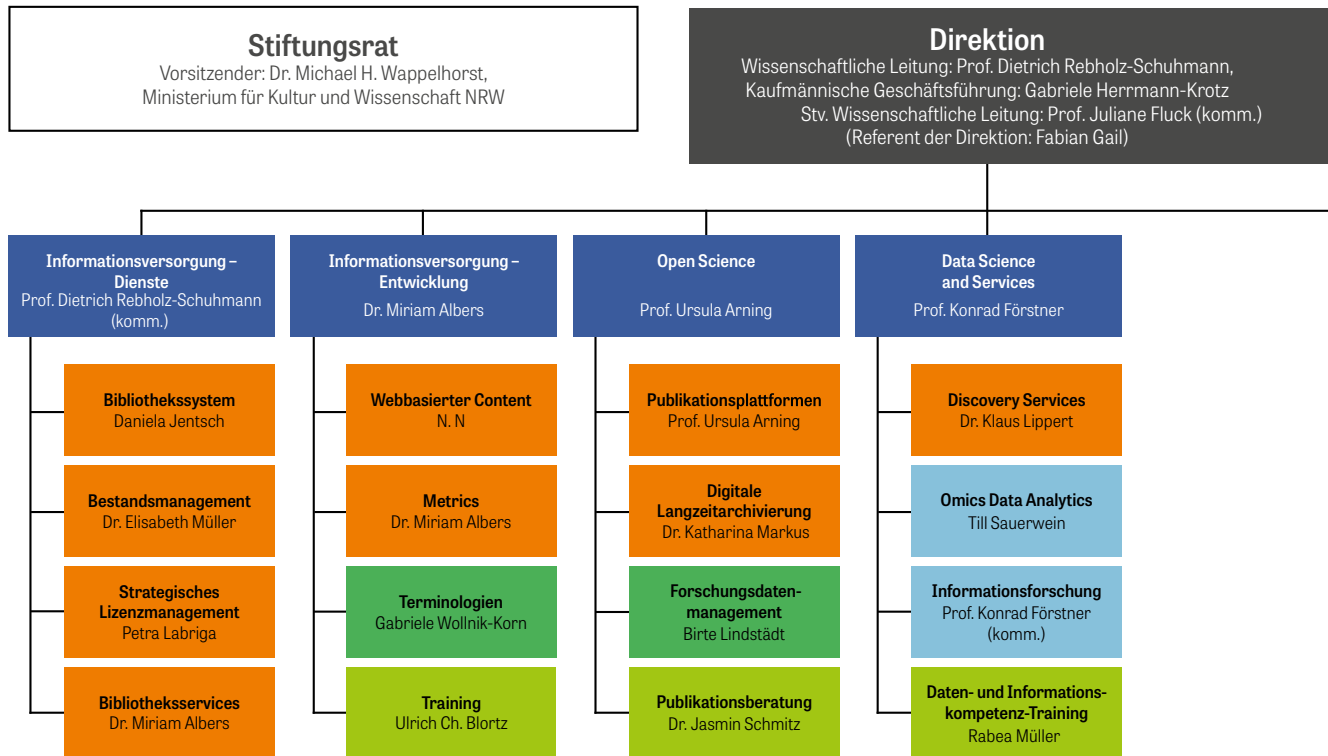 Stiftungsrat
Vorsitzender: Dr. Michael H. Wappelhorst,
Ministerium für Kultur und Wissenschaft NRW
Direktion
Wissenschaftliche Leitung: Prof. Dietrich Rebholz-Schuhmann,
Kaufmännische Geschäftsführung: Gabriele Herrmann-Krotz
Stv. Wissenschaftliche Leitung: Prof. Juliane Fluck (komm.)
(Referent der Direktion: Fabian Gail)
Informationsversorgung –
Dienste
Prof. Dietrich Rebholz-Schuhmann
(komm.)
Bibliothekssystem
Daniela Jentsch
Bestandsmanagement
Dr. Elisabeth Müller
Strategisches
Lizenzmanagement
Petra Labriga
Bibliotheksservices
Dr. Miriam Albers
Informationsversorgung –
Entwicklung
Dr. Miriam Albers
Webbasierter Content
N. N
Metrics
Dr. Miriam Albers
Terminologien
Gabriele Wollnik-Korn
Training
Ulrich Ch. Blortz
Open Science
Prof. Ursula Arning
Publikationsplattformen
Prof. Ursula Arning
Digitale
Langzeitarchivierung
Dr. Katharina Markus
Forschungsdaten-
management
Birte Lindstädt
Publikationsberatung
Dr. Jasmin Schmitz
Data Science
and Services
Prof. Konrad Förstner
Discovery Services
Dr. Klaus Lippert
Omics Data Analytics
Till Sauerwein
Informationsforschung
Prof. Konrad Förstner
(komm.)
Daten- und Informations-
kompetenz-Training
Rabea Müller